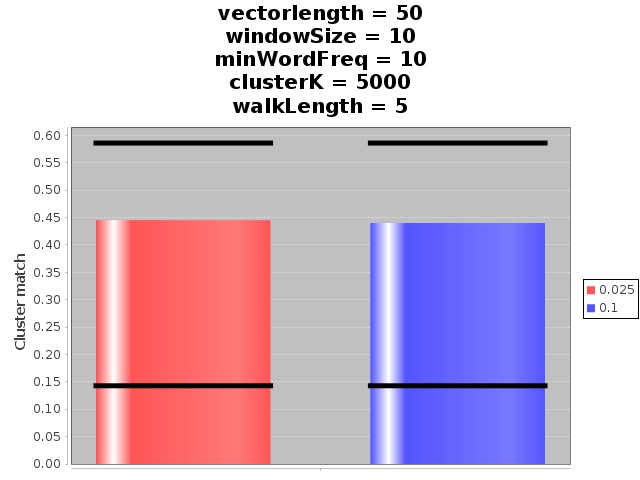 vectorlength = 50
windowSize = 10
minWordFreq = 10
clusterK = 5000
walkLength = 5
0.60
0.55
0.50
0.45
0.40
0.35
0.30
0.25
0.20
0.15
0.10
0.05
0.00
Cluster match
0.025
0.1